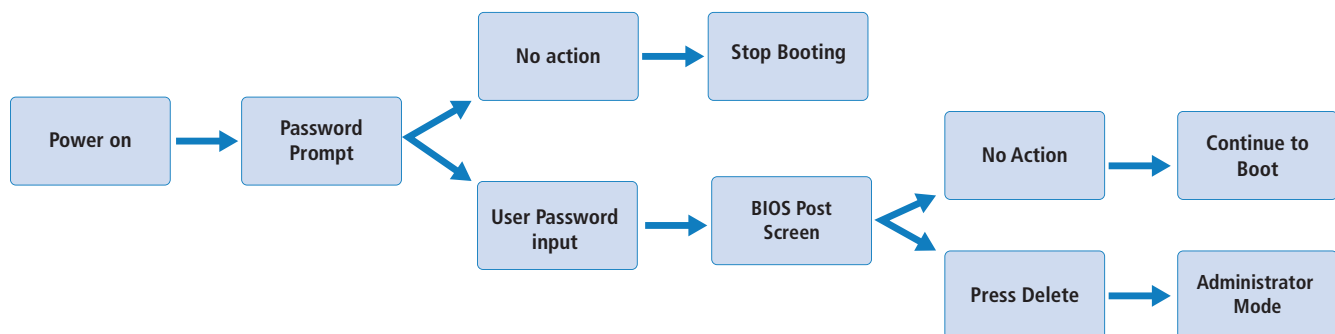 Power on
Password
Prompt
No action
Stop Booting
User Password
input
BIOS Post
Screen
No Action
Continue to
Boot
Press Delete
Administrator
Mode